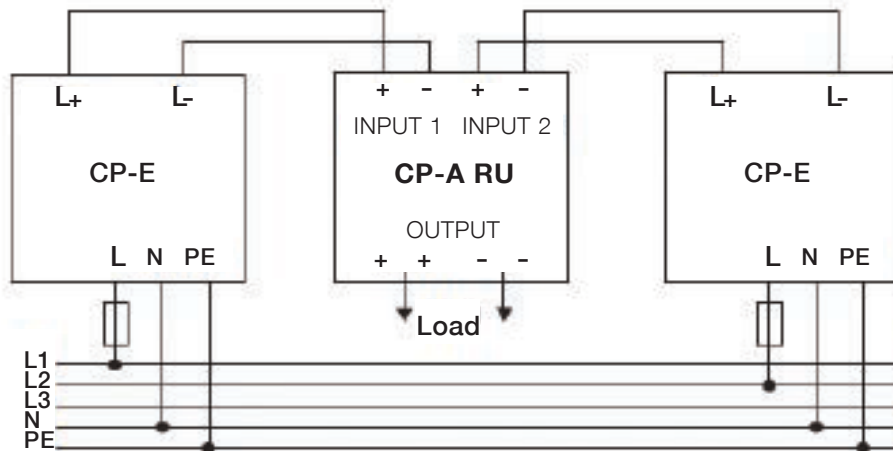 L+ L- + - + - L+ L-
INPUT 1 INPUT 2
CP-E CP-A RU CP-E
OUTPUT
L N PE + + - - L N PE
Load
L1
L2
L3
N
PE